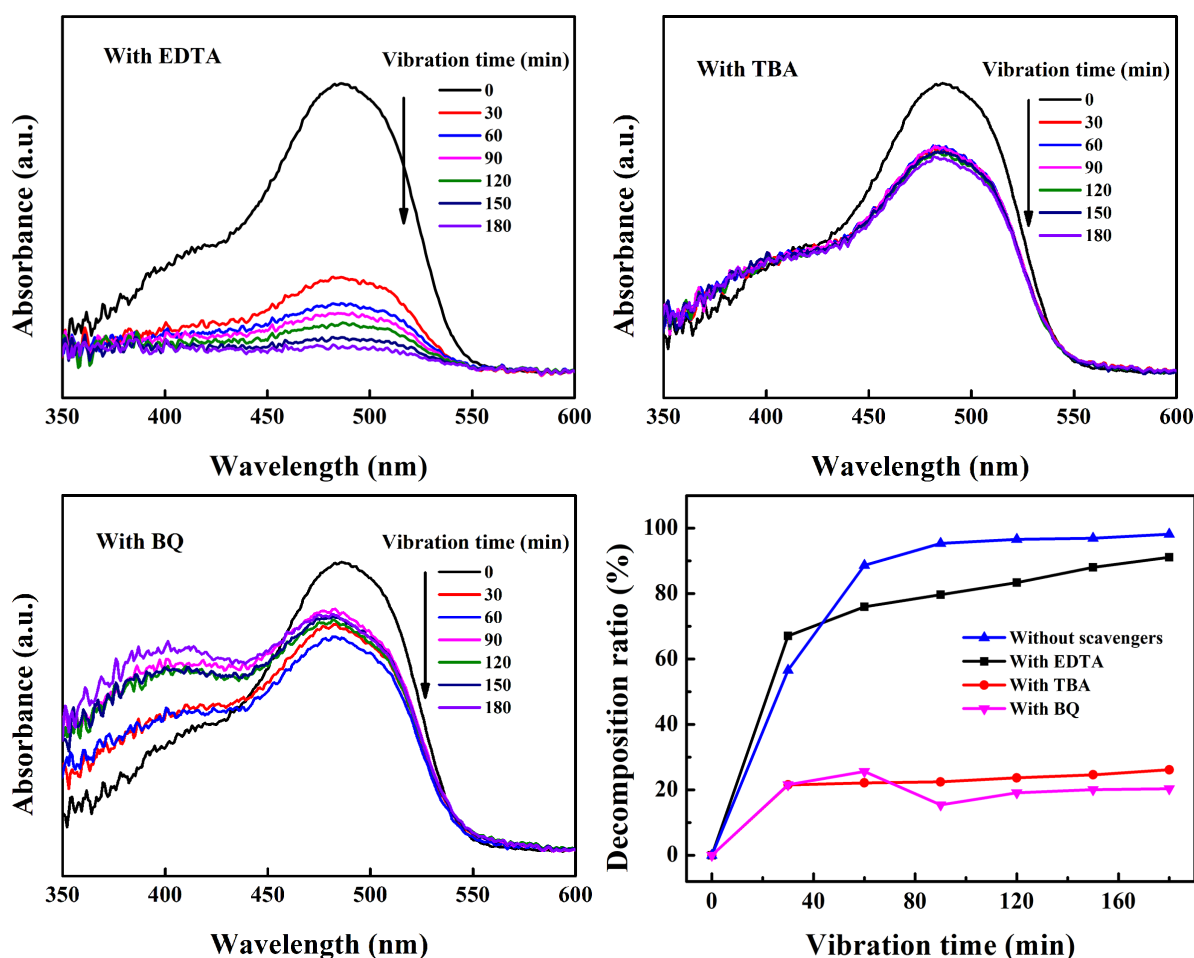 With EDTA
Vibration time (min)
0
30
60
90
120
150
180
Absorbance (a.u.)
350 400 450 500 550 600
Wavelength (nm)
With TBA
Vibration time (min)
0
30
60
90
120
150
180
Absorbance (a.u.)
350 400 450 500 550 600
Wavelength (nm)
With BQ
Vibration time (min)
0
30
60
90
120
150
180
Absorbance (a.u.)
350 400 450 500 550 600
Wavelength (nm)
Decomposition ratio (%)
100
80
60
40
20
0
Without scavengers
With EDTA
With TBA
With BQ
0 40 80 120 160
Vibration time (min)